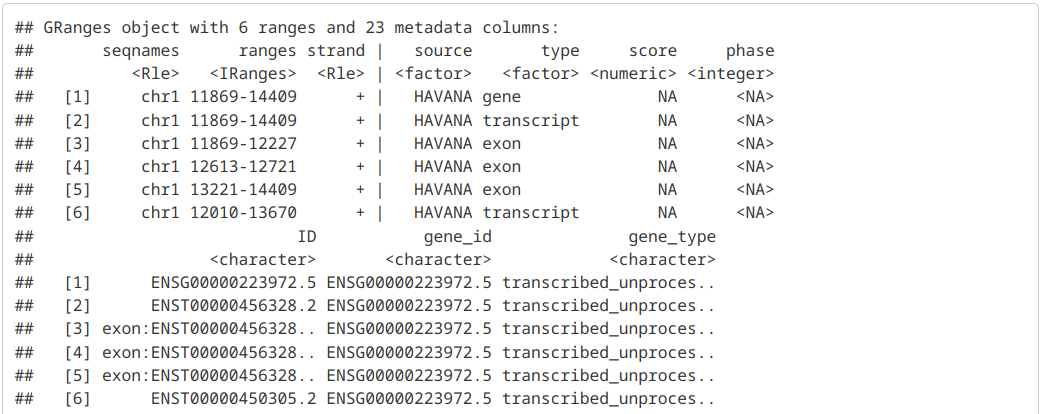 ## GRanges object with 6 ranges and 23 metadata columns:
##       seqnames      ranges strand |   source       type     score     phase
##          <Rle>   <IRanges>  <Rle> | <factor>   <factor> <numeric> <integer>
##   [1]     chr1 11869-14409      + |   HAVANA gene              NA      <NA>
##   [2]     chr1 11869-14409      + |   HAVANA transcript        NA      <NA>
##   [3]     chr1 11869-12227      + |   HAVANA exon              NA      <NA>
##   [4]     chr1 12613-12721      + |   HAVANA exon              NA      <NA>
##   [5]     chr1 13221-14409      + |   HAVANA exon              NA      <NA>
##   [6]     chr1 12010-13670      + |   HAVANA transcript        NA      <NA>
##                           ID           gene_id              gene_type
##                  <character>       <character>            <character>
##   [1]      ENSG00000223972.5 ENSG00000223972.5 transcribed_unproces..
##   [2]      ENST00000456328.2 ENSG00000223972.5 transcribed_unproces..
##   [3] exon:ENST00000456328.. ENSG00000223972.5 transcribed_unproces..
##   [4] exon:ENST00000456328.. ENSG00000223972.5 transcribed_unproces..
##   [5] exon:ENST00000456328.. ENSG00000223972.5 transcribed_unproces..
##   [6]      ENST00000450305.2 ENSG00000223972.5 transcribed_unproces..